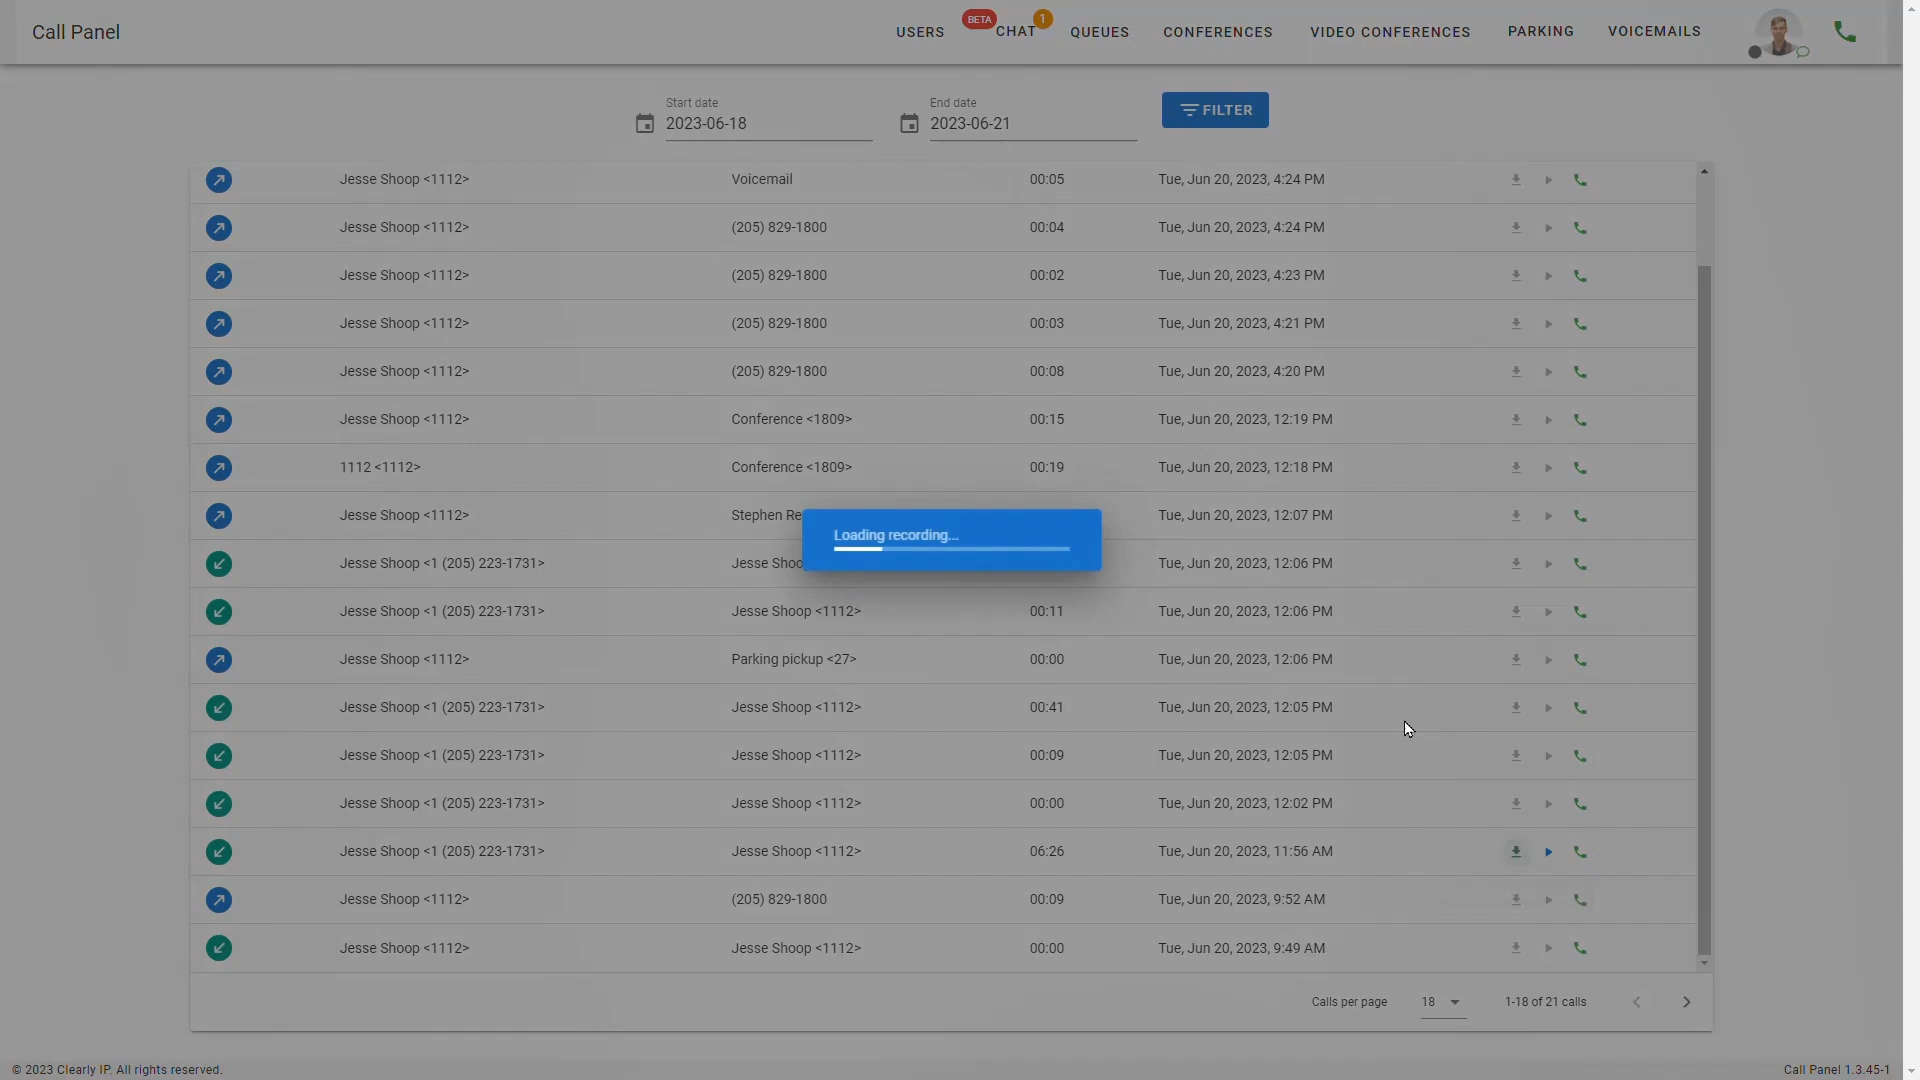 Call Panel
USERS BETA CHAT 1 QUEUES CONFERENCES VIDEO CONFERENCES PARKING VOICEMAILS
Start date End date
2023-06-18 2023-06-21 FILTER
Jesse Shoop <1112> Voicemail 00:05 Tue, Jun 20, 2023, 4:24 PM
Jesse Shoop <1112> (205) 829-1800 00:04 Tue, Jun 20, 2023, 4:24 PM
Jesse Shoop <1112> (205) 829-1800 00:02 Tue, Jun 20, 2023, 4:23 PM
Jesse Shoop <1112> (205) 829-1800 00:03 Tue, Jun 20, 2023, 4:21 PM
Jesse Shoop <1112> (205) 829-1800 00:08 Tue, Jun 20, 2023, 4:20 PM
Jesse Shoop <1112> Conference <1809> 00:15 Tue, Jun 20, 2023, 12:19 PM
1112 <1112> Conference <1809> 00:19 Tue, Jun 20, 2023, 12:18 PM
Jesse Shoop <1112> Stephen Re Tue, Jun 20, 2023, 12:07 PM
Loading recording...
Jesse Shoop <1 (205) 223-1731> Jesse Shoo Tue, Jun 20, 2023, 12:06 PM
Jesse Shoop <1 (205) 223-1731> Jesse Shoop <1112> 00:11 Tue, Jun 20, 2023, 12:06 PM
Jesse Shoop <1112> Parking pickup <27> 00:00 Tue, Jun 20, 2023, 12:06 PM
Jesse Shoop <1 (205) 223-1731> Jesse Shoop <1112> 00:41 Tue, Jun 20, 2023, 12:05 PM
Jesse Shoop <1 (205) 223-1731> Jesse Shoop <1112> 00:09 Tue, Jun 20, 2023, 12:05 PM
Jesse Shoop <1 (205) 223-1731> Jesse Shoop <1112> 00:00 Tue, Jun 20, 2023, 12:02 PM
Jesse Shoop <1 (205) 223-1731> Jesse Shoop <1112> 06:26 Tue, Jun 20, 2023, 11:56 AM
Jesse Shoop <1112> (205) 829-1800 00:09 Tue, Jun 20, 2023, 9:52 AM
Jesse Shoop <1112> Jesse Shoop <1112> 00:00 Tue, Jun 20, 2023, 9:49 AM
Calls per page 18 1-18 of 21 calls
© 2023 Clearly IP. All rights reserved. Call Panel 1.3.45-1